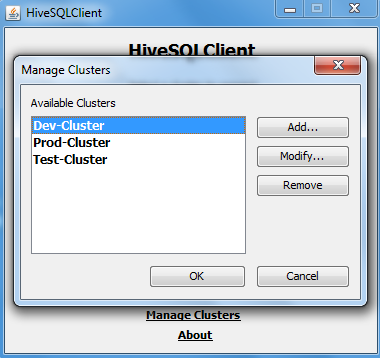 HiveSQLClient
HiveSQLClient
Manage Clusters
Available Clusters
Dev-Cluster
Prod-Cluster
Test-Cluster
Add...
Modify...
Remove
OK
Cancel
Manage Clusters
About